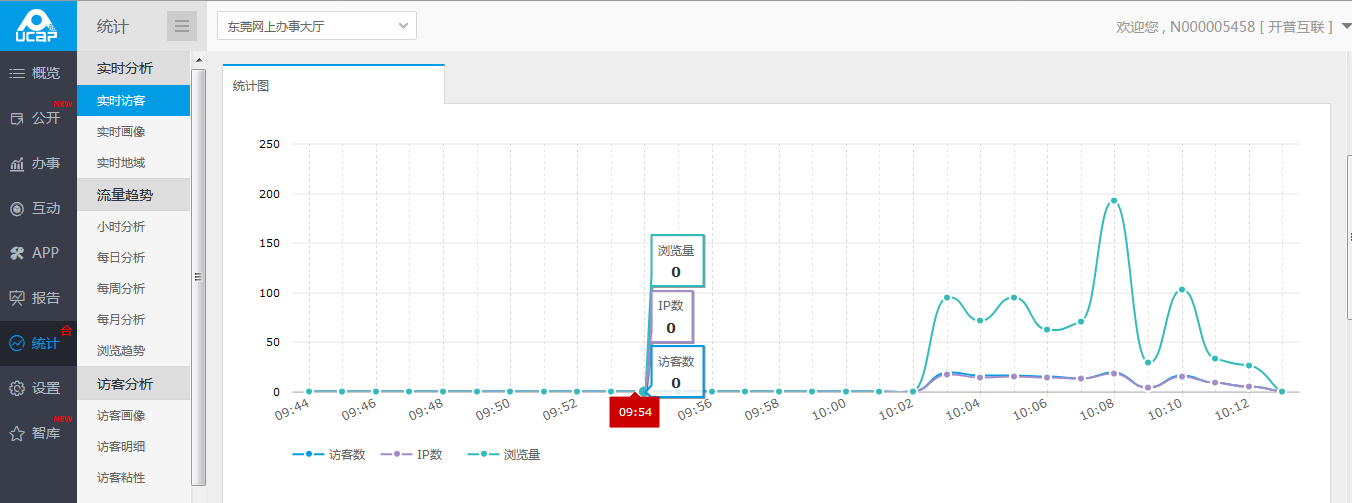 UCAP
统计
东莞网上办事大厅
欢迎您 , N000005458 [ 开普互联 ]
概览
NEW
公开
办事
互动
APP
报告
合
统计
设置
NEW
智库
实时分析
实时访客
实时画像
实时地域
流量趋势
小时分析
每日分析
每周分析
每月分析
浏览趋势
访客分析
访客画像
访客明细
访客粘性
统计图
250
200
150
100
50
0
浏览量
0
IP数
0
访客数
0
09:44
09:46
09:48
09:50
09:52
09:54
09:56
09:58
10:00
10:02
10:04
10:06
10:08
10:10
10:12
访客数 IP数 浏览量